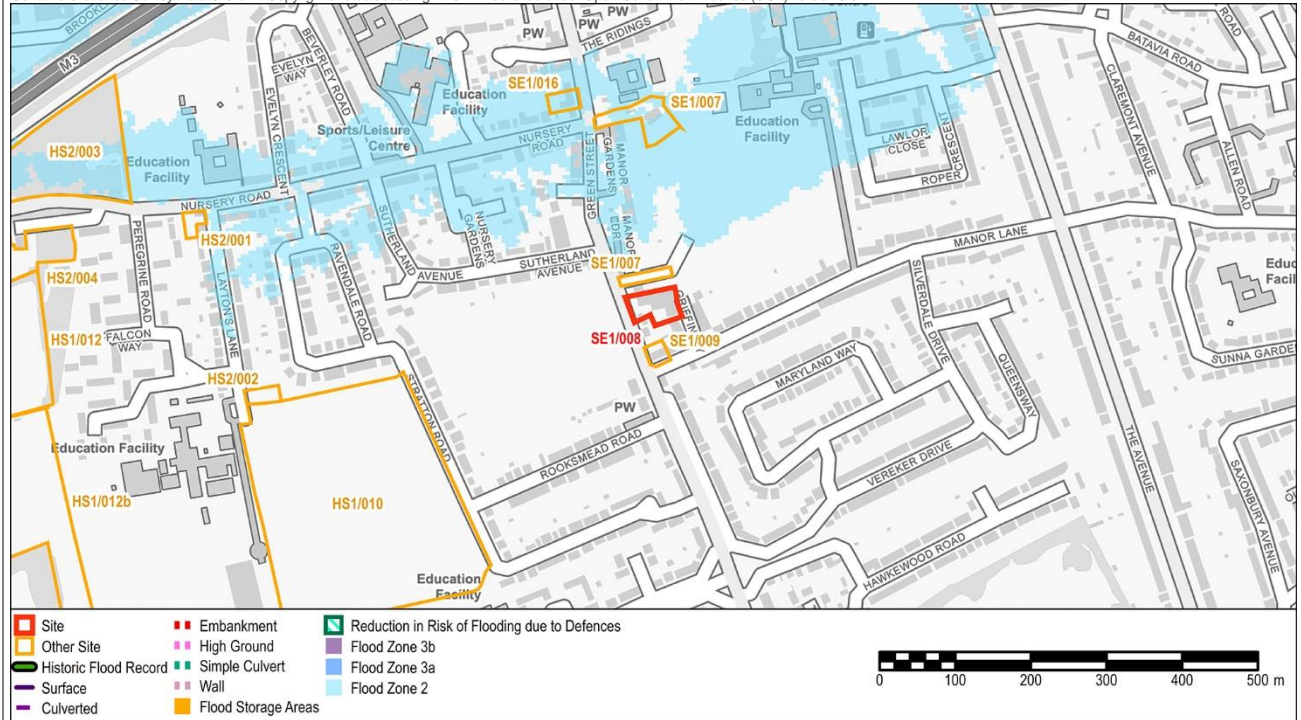 BROOK
M3
EVELYN
WAY
BEVERLEY ROAD
PW
PW
PW
THE RIDINGS
ROAD
BATAVIA ROAD
CLAREMONT AVENUE
ALLEN ROAD
SE1/016
Education
Facility
SE1/007
Education
Facility
LAWLOR
CLOSE
ROPER
CRESCENT
HS2/003
Education
Facility
EVELYN CRESCENT
Sports/Leisure
Centre
NURSERY
ROAD
GREEN STREET
MANOR
GARDENS
NURSERY ROAD
HS2/001
SUTHERLAND
AVENUE
NURSERY
GARDENS
SUTHERLAND
AVENUE
SE1/007
MANOR LANE
PEREGRINE ROAD
HS2/004
LAYTON'S LANE
RAVENDALE ROAD
GRIFFIN
SE1/008
SE1/009
SILVERDALE DRIVE
QUEENSWAY
SUNNA GARDE
HS1/012
FALCON
WAY
HS2/002
STRATTON ROAD
MARYLAND WAY
PW
ROOKSMEAD ROAD
VEREKER DRIVE
THE AVENUE
SAXONBURY AVENUE
Education Facility
HS1/012b
HS1/010
HAWKEWOOD ROAD
Education
Facility
Site
Other Site
Historic Flood Record
Surface
Culverted
Embankment
High Ground
Simple Culvert
Wall
Flood Storage Areas
Reduction in Risk of Flooding due to Defences
Flood Zone 3b
Flood Zone 3a
Flood Zone 2
0 100 200 300 400 500 m